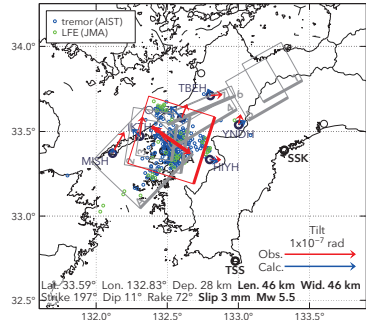 tremor (AIST)
LFE (JMA)
34.0°
33.5°
33.0°
32.5°
TBEH
6
4
YNDH
MISH
HIYH
SSK
TSS
Tilt
1x10⁻⁷ rad
Obs.
Calc.
Lat. 33.59° Lon. 132.83° Dep. 28 km Len. 46 km Wid. 46 km
Strike 197° Dip 11° Rake 72° Slip 3 mm Mw 5.5
132.0°
132.5°
133.0°
133.5°